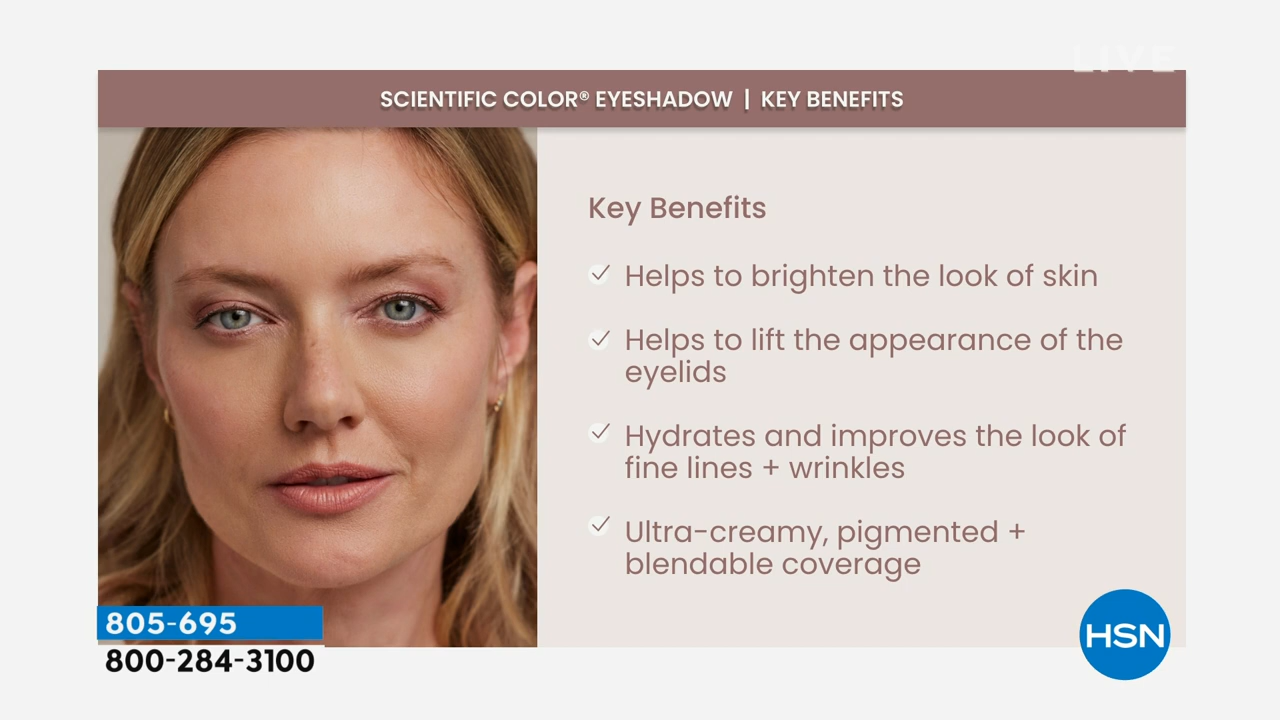 LIVE
SCIENTIFIC COLOR® EYESHADOW | KEY BENEFITS
Key Benefits
Helps to brighten the look of skin
Helps to lift the appearance of the
eyelids
Hydrates and improves the look of
fine lines + wrinkles
Ultra-creamy, pigmented +
blendable coverage
805-695
800-284-3100
HSN